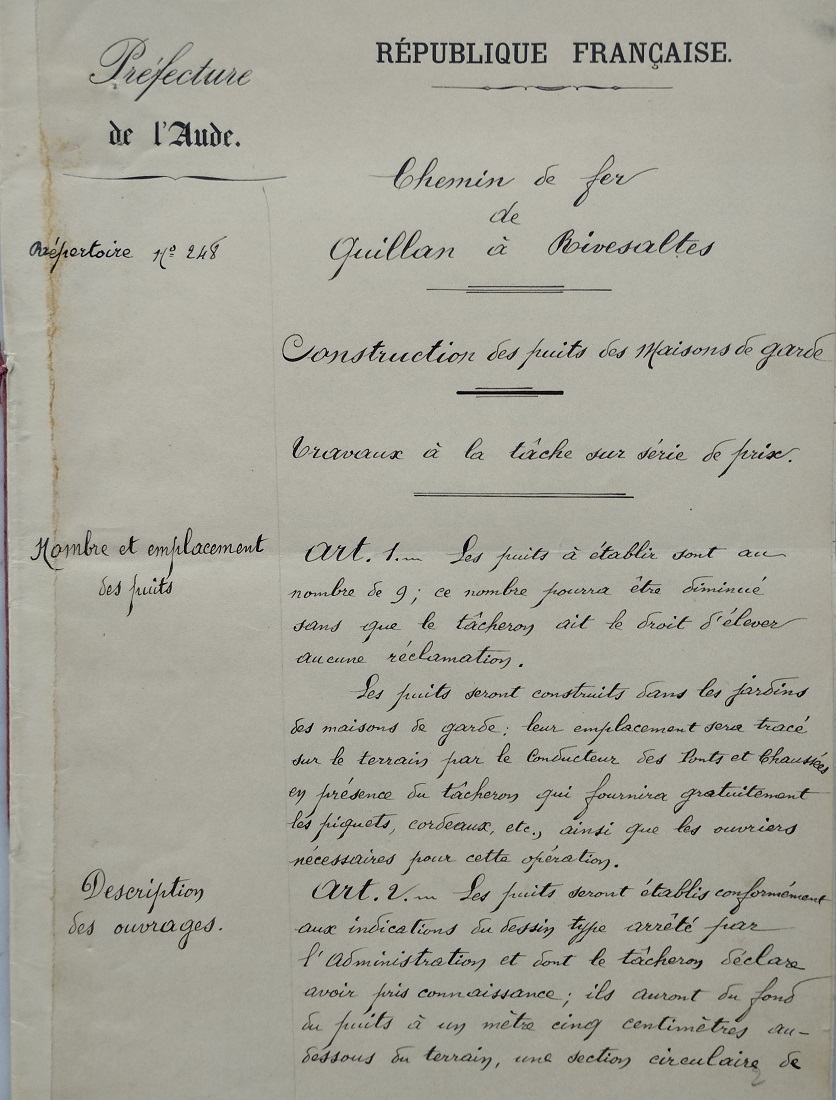 Préfecture
de l'Aude.
RÉPUBLIQUE FRANÇAISE.
Chemin de fer
de
Quillan à Rivesaltes
Répertoire Nº 248
Construction des puits des Maisons de garde
Travaux à la tâche sur série de prix.
Nombre et emplacement
des puits
Art. 1.— Les puits à établir sont au
nombre de 9; ce nombre pourra être diminué
sans que le tâcheron ait le droit d'élever
aucune réclamation.
Les puits seront construits dans les jardins
des maisons de garde; leur emplacement sera tracé
sur le terrain par le Conducteur des Ponts et Chaussées
en présence du tâcheron qui fournira gratuitement
les piquets, cordeaux, etc., ainsi que les ouvriers
nécessaires pour cette opération.
Description
des ouvrages.
Art. 2.— Les puits seront établis conformément
aux indications du dessin type arrêté par
l'Administration et dont le tâcheron déclare
avoir pris connaissance; ils auront du fond
du puits à un mètre cinq centimètres au-
dessous du terrain, une section circulaire de